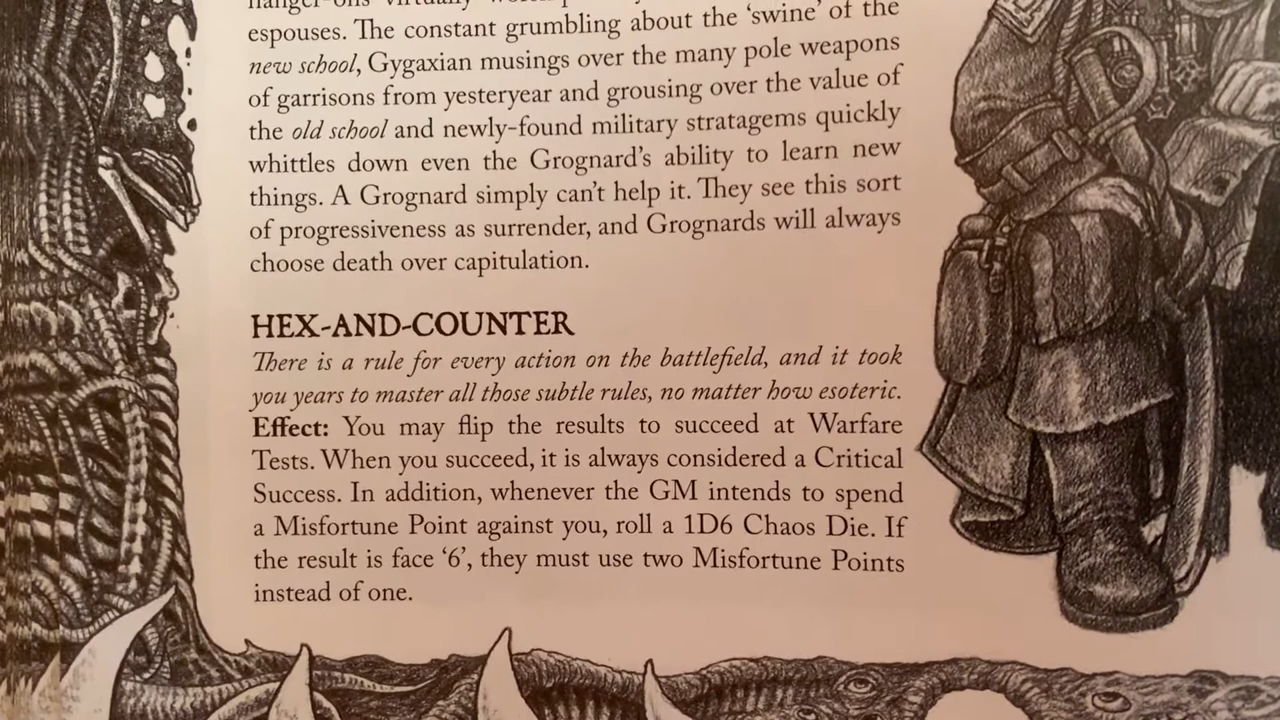 espouses. The constant grumbling about the ‘swine’ of the
new school, Gygaxian musings over the many pole weapons
of garrisons from yesteryear and grousing over the value of
the old school and newly-found military stratagems quickly
whittles down even the Grognard’s ability to learn new
things. A Grognard simply can’t help it. They see this sort
of progressiveness as surrender, and Grognards will always
choose death over capitulation.
HEX-AND-COUNTER
There is a rule for every action on the battlefield, and it took
you years to master all those subtle rules, no matter how esoteric.
Effect: You may flip the results to succeed at Warfare
Tests. When you succeed, it is always considered a Critical
Success. In addition, whenever the GM intends to spend
a Misfortune Point against you, roll a 1D6 Chaos Die. If
the result is face ‘6’, they must use two Misfortune Points
instead of one.